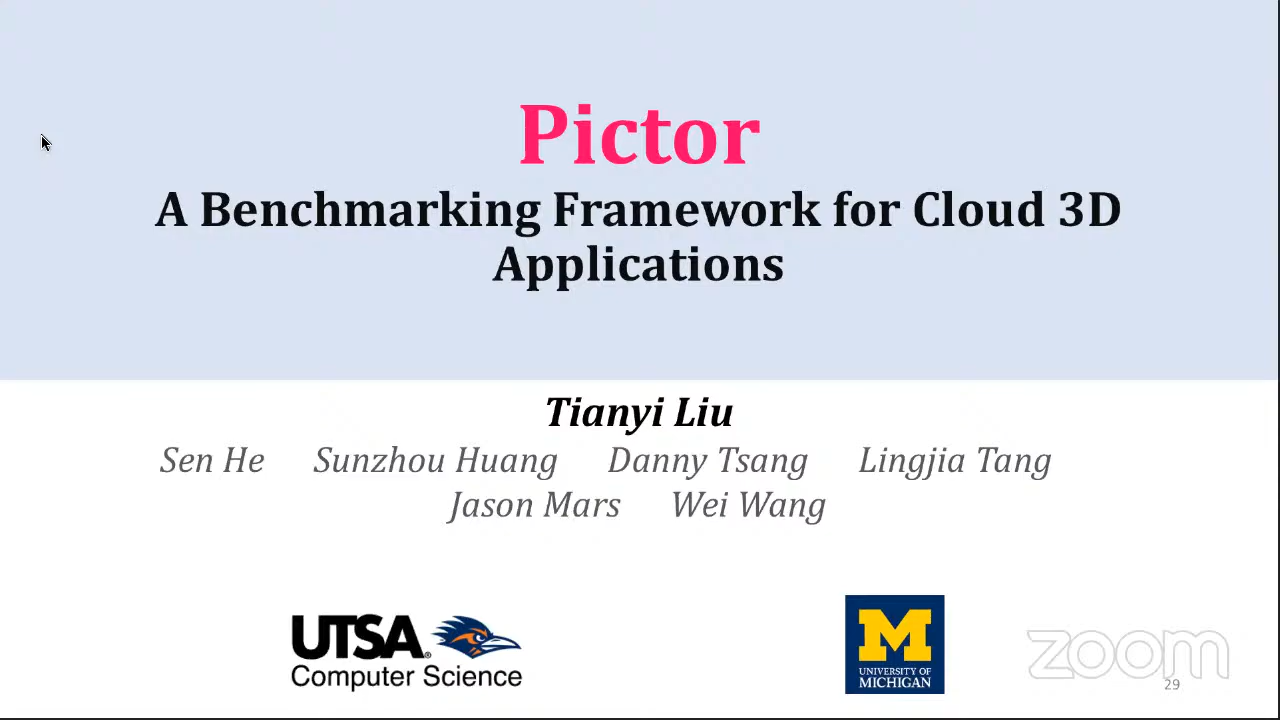 Pictor
A Benchmarking Framework for Cloud 3D
Applications
Tianyi Liu
Sen He Sunzhou Huang Danny Tsang Lingjia Tang
Jason Mars Wei Wang
UTSA®
Computer Science
M
UNIVERSITY OF
MICHIGAN
zoom
29